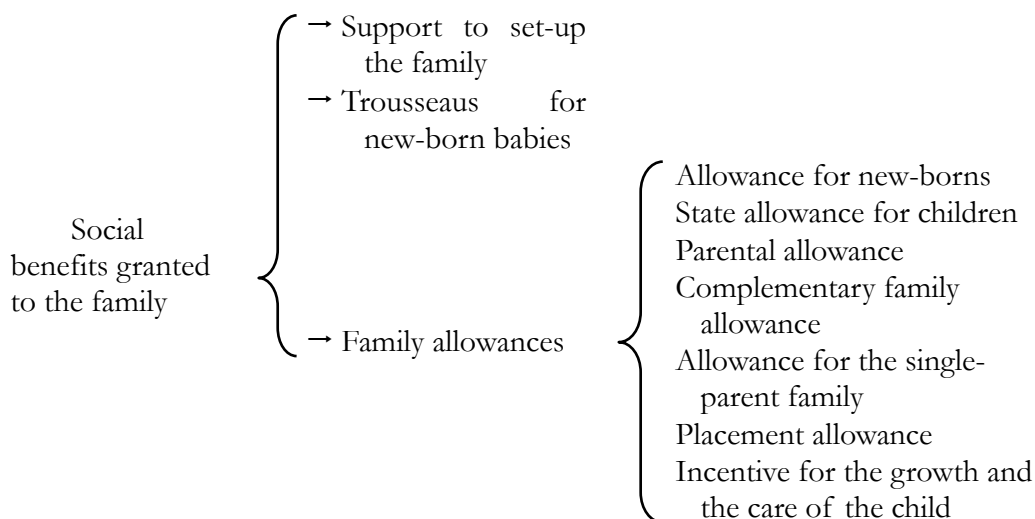 Social
benefits granted
to the family
→ Support to set-up
the family
→ Trousseaus for
new-born babies
→ Family allowances
Allowance for new-borns
State allowance for children
Parental allowance
Complementary family
allowance
Allowance for the single-
parent family
Placement allowance
Incentive for the growth and
the care of the child